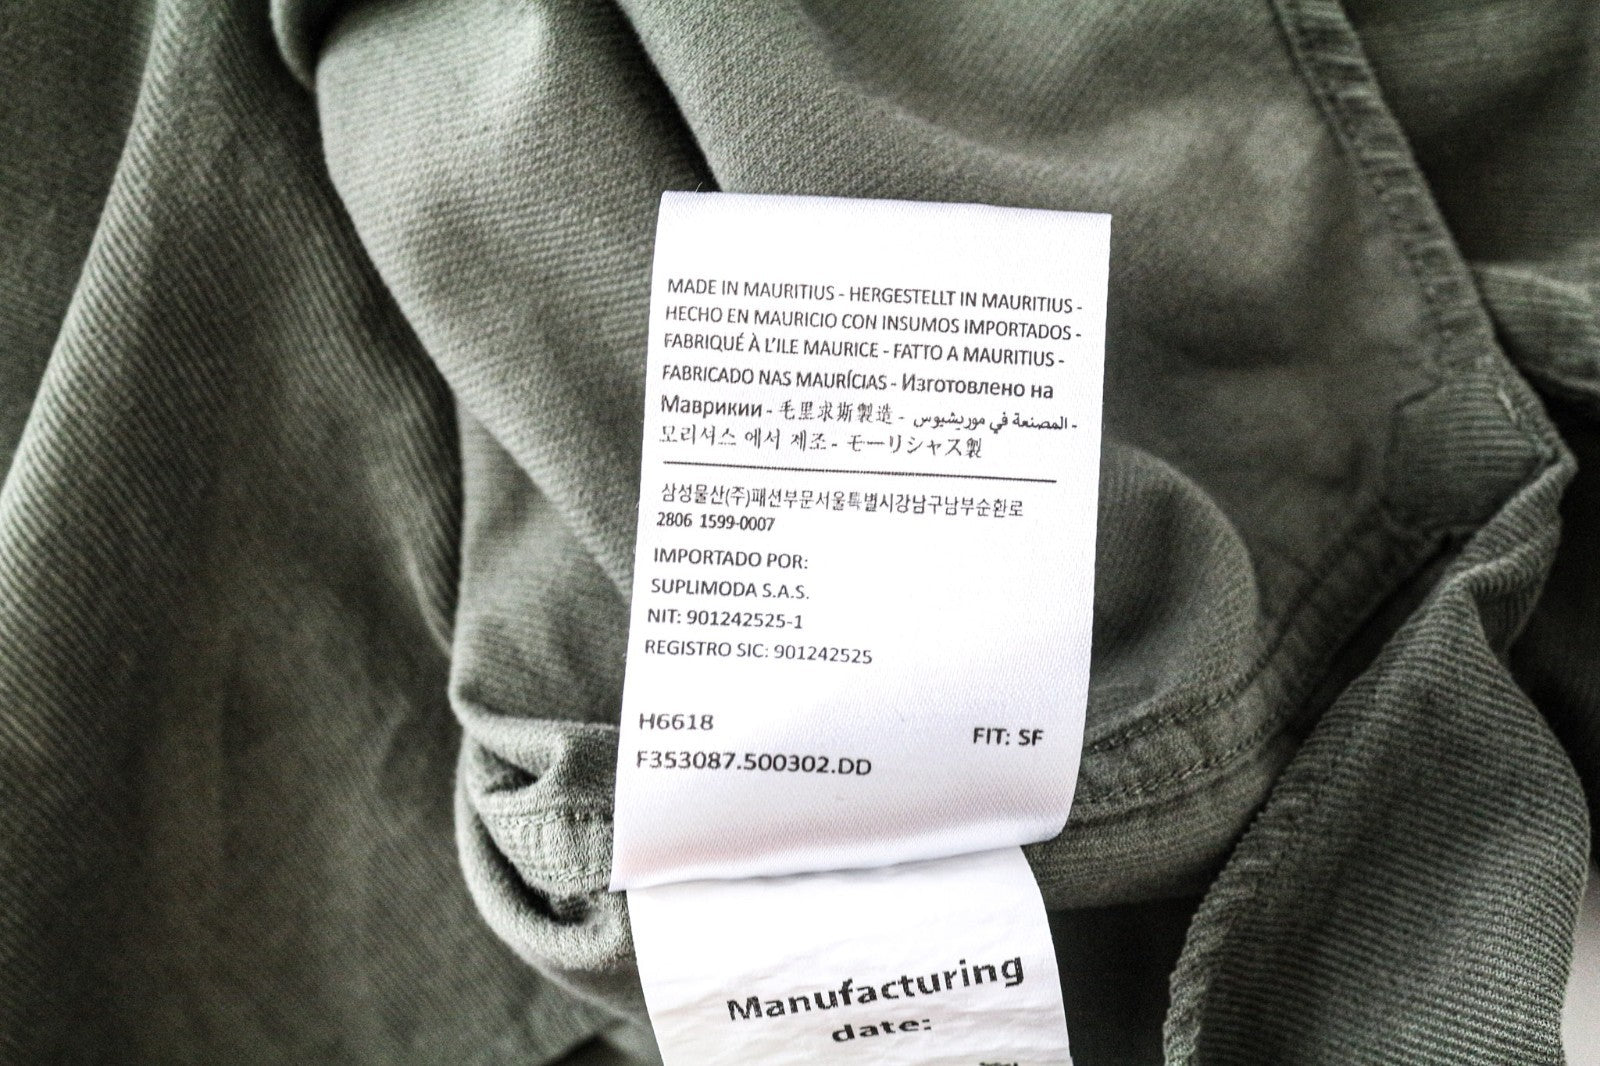 MADE IN MAURITIUS - HERGESTELLT IN MAURITIUS -
HECHO EN MAURICIO CON INSUMOS IMPORTADOS -
FABRIQUÉ À L'ILE MAURICE - FATTO A MAURITIUS -
FABRICADO NAS MAURÍCIAS - Изготовлено на
Маврикии - 毛里求斯製造 - المصنعة في موريشيوس -
모리셔스 에서 제조 - モーリシャス製
삼성물산(주)패션부문서울특별시강남구남부순환로
2806 1599-0007
IMPORTADO POR:
SUPLIMODA S.A.S.
NIT: 901242525-1
REGISTRO SIC: 901242525
H6618
FIT: SF
F353087.500302.DD
Manufacturing
date: